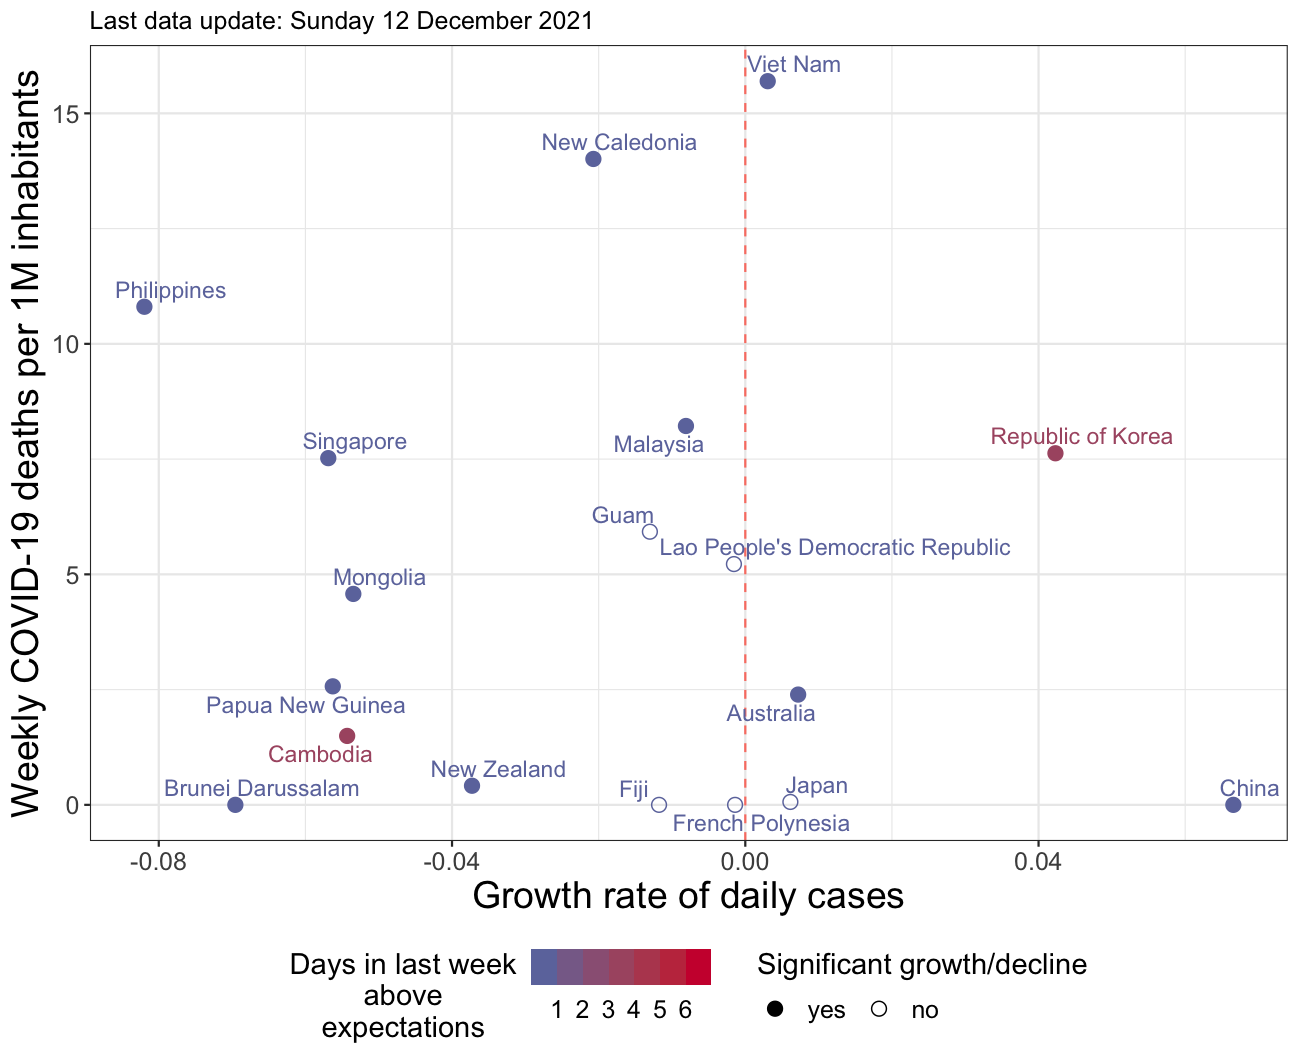 Last data update: Sunday 12 December 2021
Weekly COVID-19 deaths per 1M inhabitants
15
10
5
0
Viet Nam
New Caledonia
Philippines
Republic of Korea
Singapore
Malaysia
Guam
Lao People's Democratic Republic
Mongolia
Papua New Guinea
Australia
Cambodia
New Zealand
Brunei Darussalam
Fiji
Japan
China
French Polynesia
-0.08
-0.04
0.00
0.04
Growth rate of daily cases
Days in last week
above
expectations
1 2 3 4 5 6
Significant growth/decline
yes
no